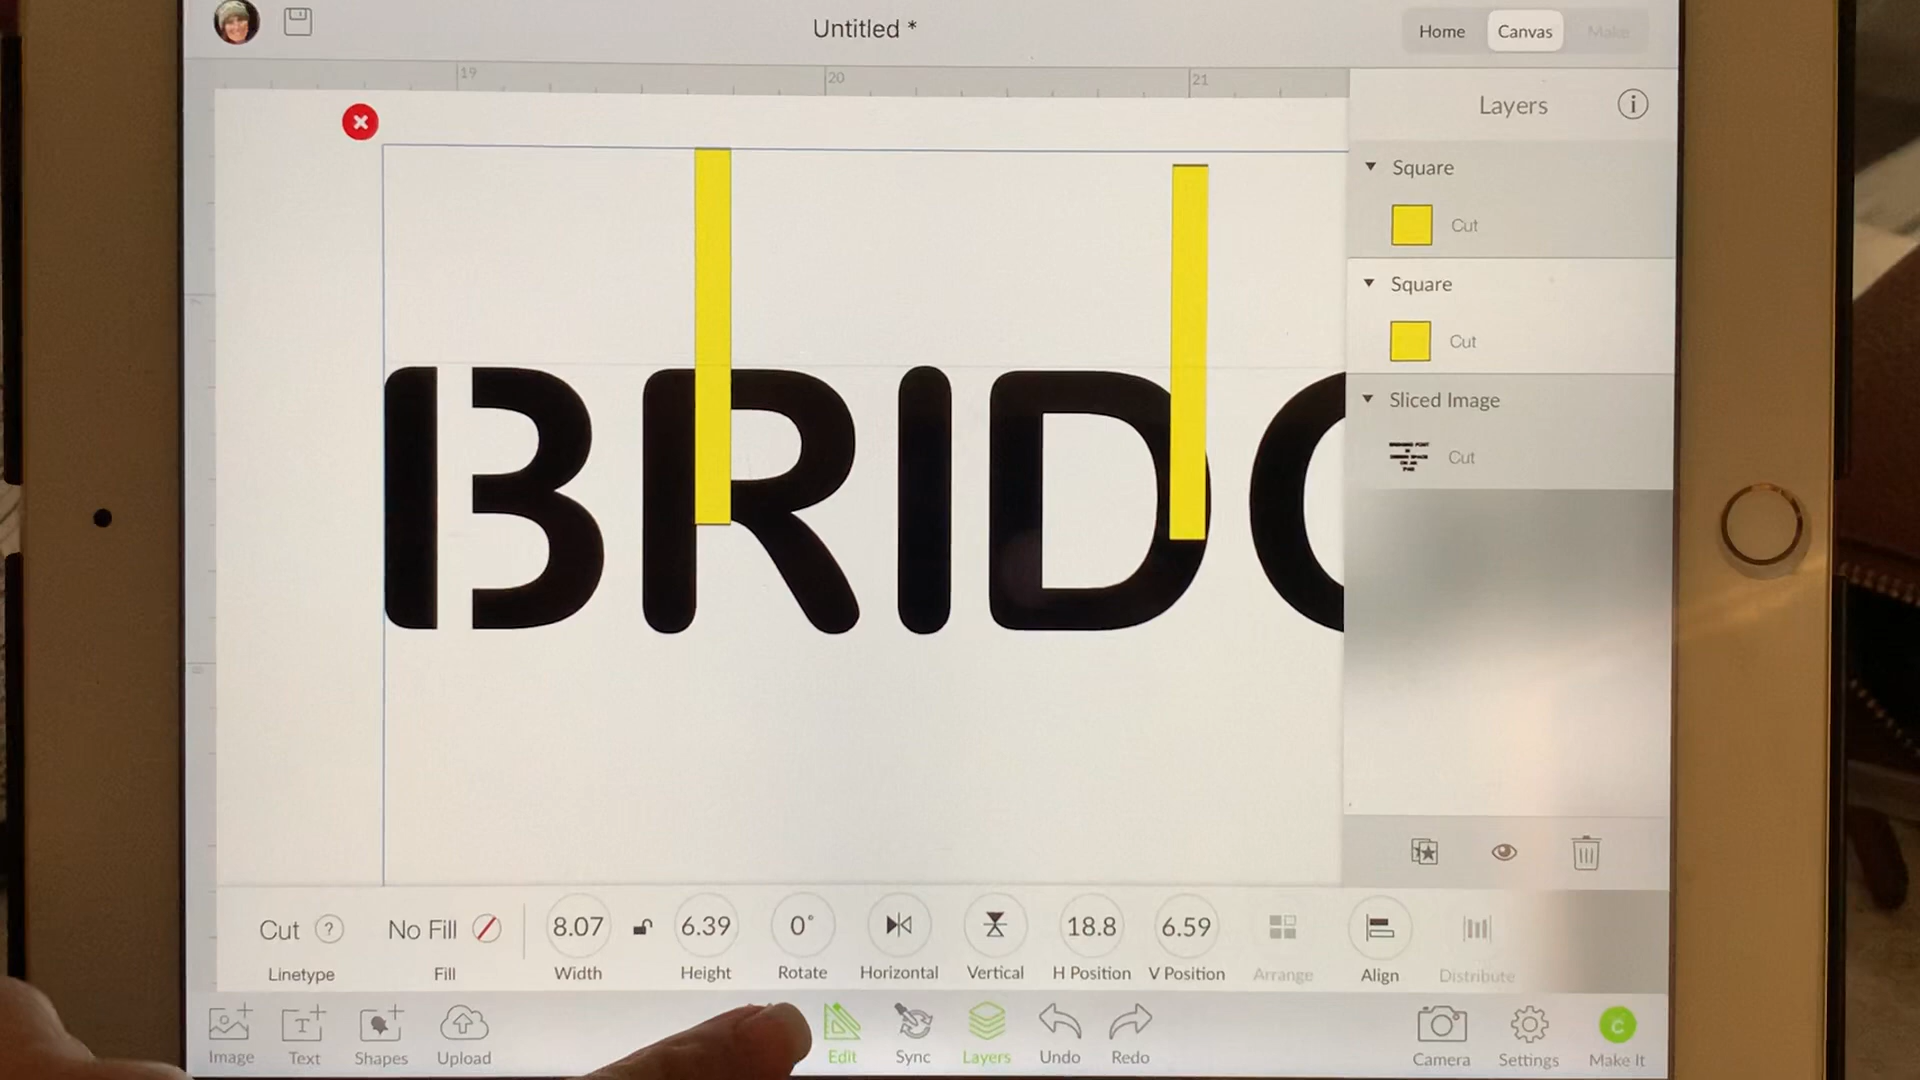 Untitled *
Home Canvas Make
19 20 21
Layers
Square
Cut
Square
Cut
BRIDG
Sliced Image
Cut
Cut ? No Fill 8.07 6.39 0° 18.8 6.59
Linetype Fill Width Height Rotate Horizontal Vertical H Position V Position Arrange Align Distribute
Image Text Shapes Upload Edit Sync Layers Undo Redo Camera Settings Make It